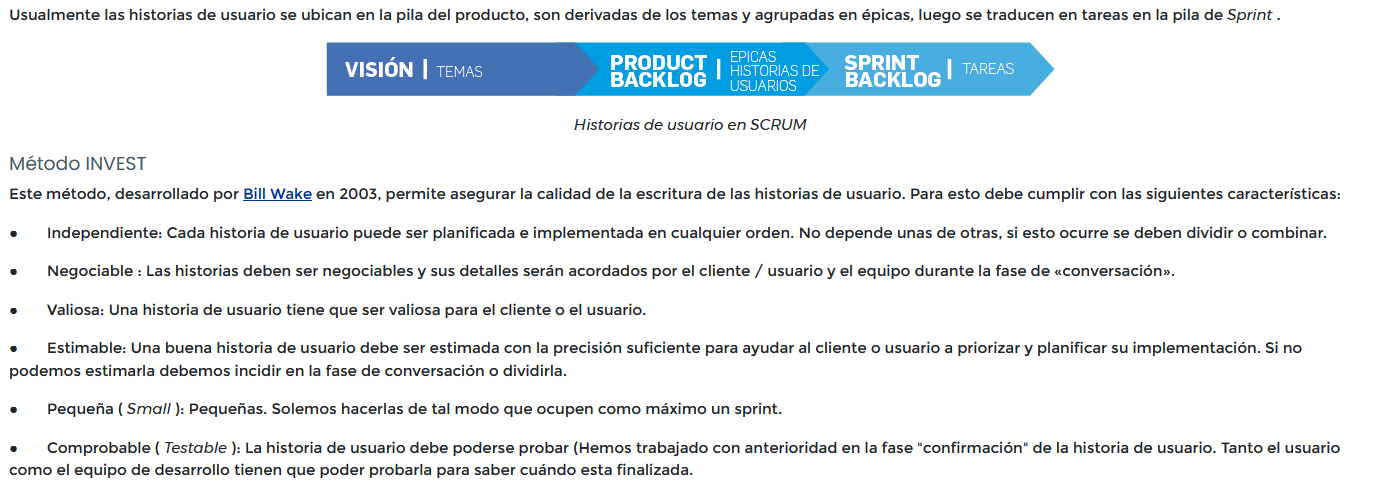 Usualmente las historias de usuario se ubican en la pila del producto, son derivadas de los temas y agrupadas en épicas, luego se traducen en tareas en la pila de Sprint .
VISIÓN | TEMAS
PRODUCT BACKLOG | EPICAS HISTORIAS DE USUARIOS
SPRINT BACKLOG | TAREAS
Historias de usuario en SCRUM
Método INVEST
Este método, desarrollado por Bill Wake en 2003, permite asegurar la calidad de la escritura de las historias de usuario. Para esto debe cumplir con las siguientes características:
● Independiente: Cada historia de usuario puede ser planificada e implementada en cualquier orden. No depende unas de otras, si esto ocurre se deben dividir o combinar.
● Negociable : Las historias deben ser negociables y sus detalles serán acordados por el cliente / usuario y el equipo durante la fase de «conversación».
● Valiosa: Una historia de usuario tiene que ser valiosa para el cliente o el usuario.
● Estimable: Una buena historia de usuario debe ser estimada con la precisión suficiente para ayudar al cliente o usuario a priorizar y planificar su implementación. Si no
podemos estimarla debemos incidir en la fase de conversación o dividirla.
● Pequeña ( Small ): Pequeñas. Solemos hacerlas de tal modo que ocupen como máximo un sprint.
● Comprobable ( Testable ): La historia de usuario debe poderse probar (Hemos trabajado con anterioridad en la fase "confirmación" de la historia de usuario. Tanto el usuario
como el equipo de desarrollo tienen que poder probarla para saber cuándo esta finalizada.